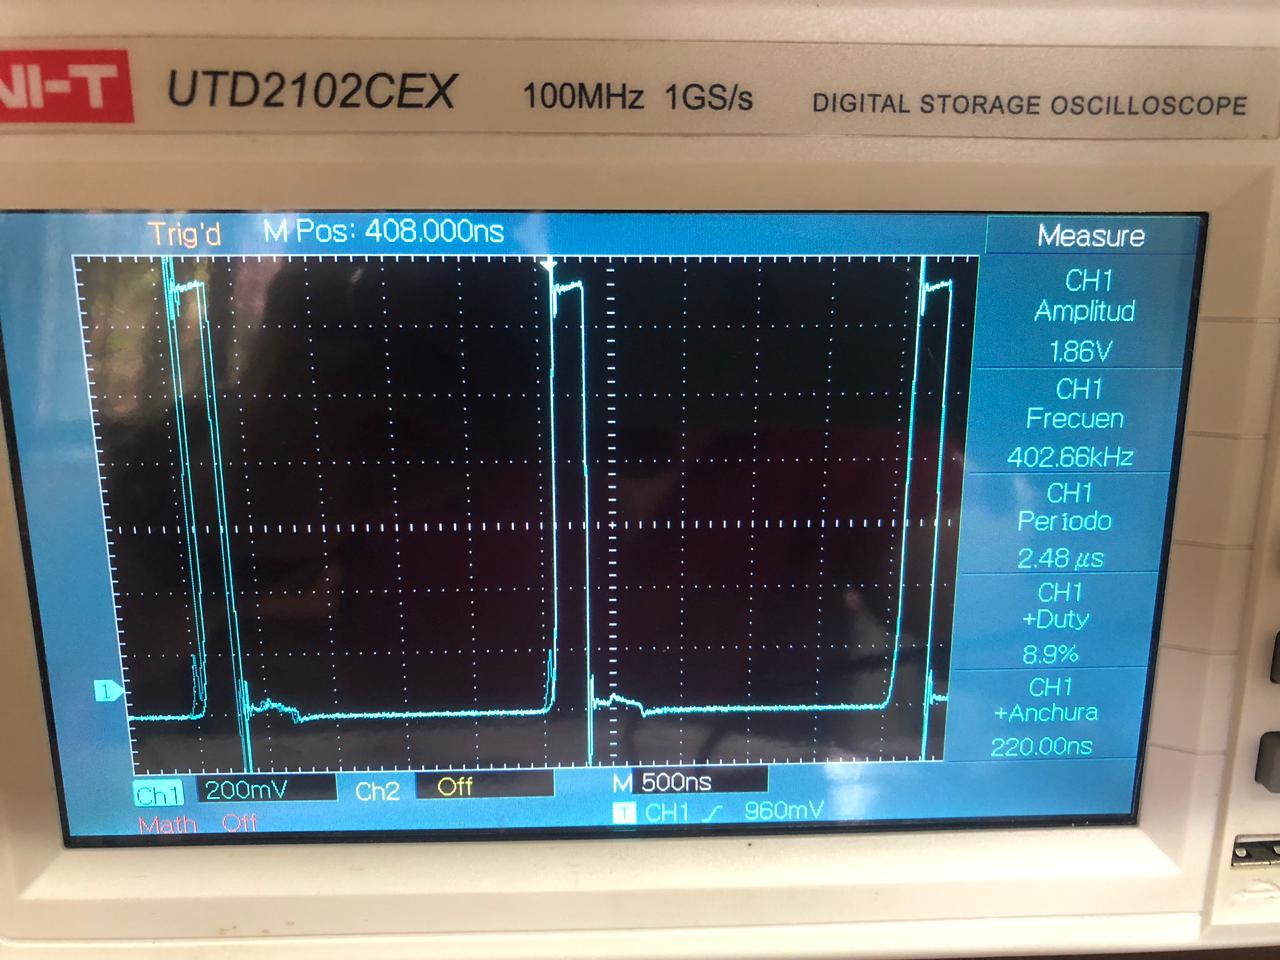 NI-T UTD2102CEX 100MHz 1GS/s DIGITAL STORAGE OSCILLOSCOPE
Trig'd M Pos: 408.000ns Measure
CH1
Amplitud
1.86V
CH1
Frecuen
402.66kHz
CH1
Período
2.48 µs
CH1
+Duty
8.9%
CH1
+Anchura
220.00ns
1
Ch1 200mV Ch2 Off M 500ns
Math Off T CH1 960mV